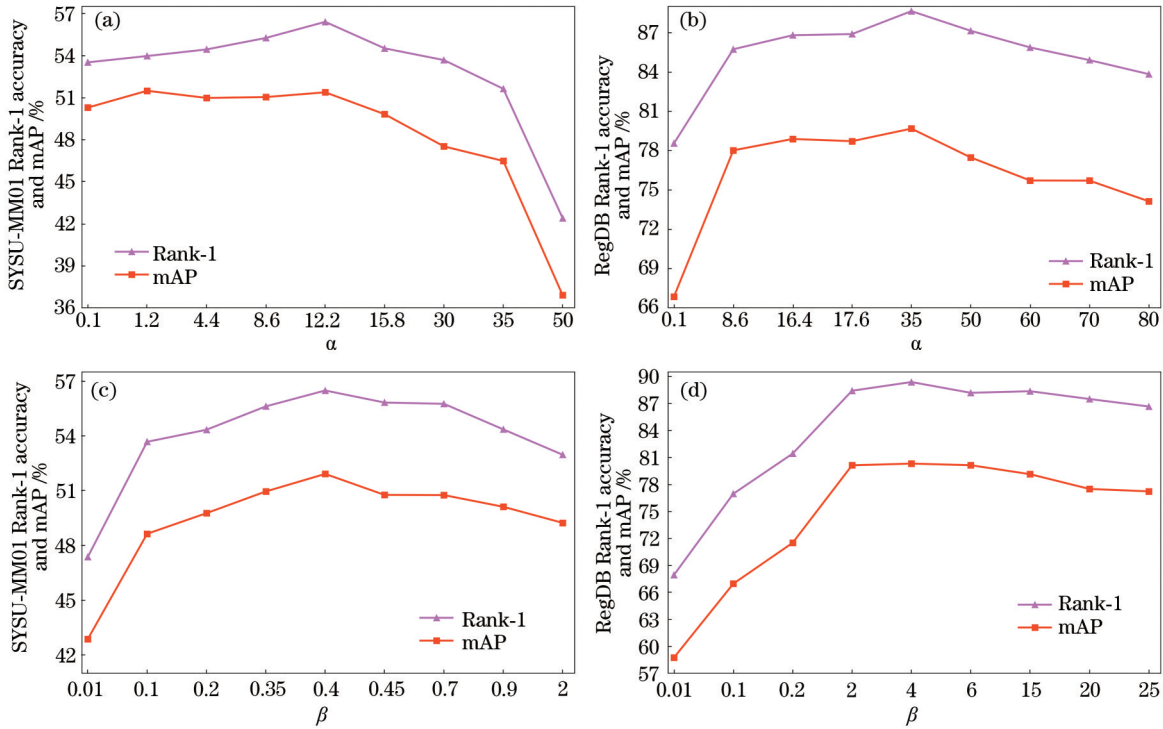 (a)
SYSU-MM01 Rank-1 accuracy
and mAP /%
57
54
51
48
45
42
39
36
Rank-1
mAP
0.1 1.2 4.4 8.6 12.2 15.8 30 35 50
α
(b)
RegDB Rank-1 accuracy
and mAP /%
87
84
81
78
75
72
69
66
Rank-1
mAP
0.1 8.6 16.4 17.6 35 50 60 70 80
α
(c)
SYSU-MM01 Rank-1 accuracy
and mAP /%
57
54
51
48
45
42
Rank-1
mAP
0.01 0.1 0.2 0.35 0.4 0.45 0.7 0.9 2
β
(d)
RegDB Rank-1 accuracy
and mAP /%
90
87
84
81
78
75
72
69
66
63
60
57
Rank-1
mAP
0.01 0.1 0.2 2 4 6 15 20 25
β